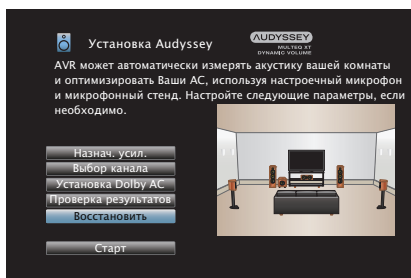 Установка Audyssey
AUDYSSEY
MULTEQ XT
DYNAMIC VOLUME
AVR может автоматически измерять акустику вашей комнаты
и оптимизировать Ваши АС, используя настроечный микрофон
и микрофонный стенд. Настройте следующие параметры, если
необходимо.
Назнач. усил.
Выбор канала
Установка Dolby АС
Проверка результатов
Восстановить
Старт